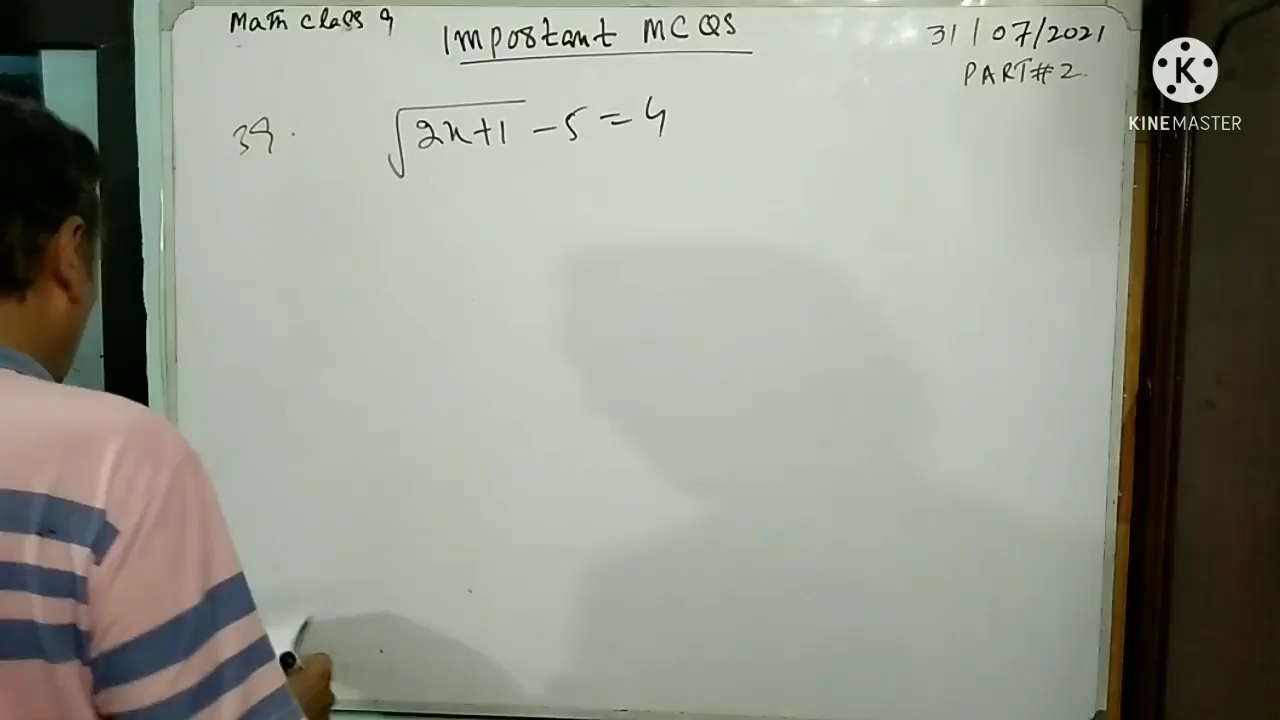 Math class 9
Important MCQS
31/07/2021
PART#2.
39. √2x+1 - 5 = 4
KINEMASTER